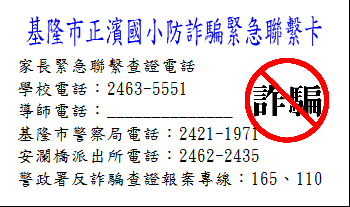 基隆市正濱國小防詐騙緊急聯繫卡
家長緊急聯繫查證電話
學校電話：2463-5551
導師電話：______________
詐騙
基隆市警察局電話：2421-1971
安瀾橋派出所電話：2462-2435
警政署反詐騙查證報案專線：165、110